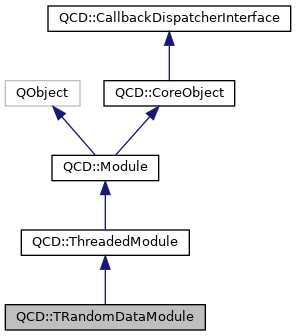 QCD::CallbackDispatcherInterface
QObject
QCD::CoreObject
QCD::Module
QCD::ThreadedModule
QCD::TRandomDataModule